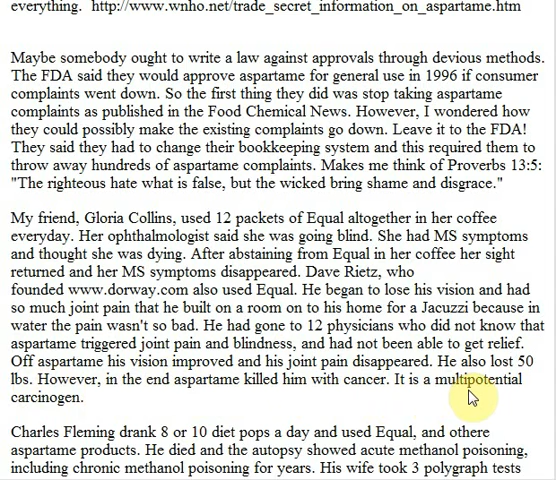 everything.  http://www.wnho.net/trade_secret_information_on_aspartame.htm
Maybe somebody ought to write a law against approvals through devious methods.
The FDA said they would approve aspartame for general use in 1996 if consumer
complaints went down. So the first thing they did was stop taking aspartame
complaints as published in the Food Chemical News. However, I wondered how
they could possibly make the existing complaints go down. Leave it to the FDA!
They said they had to change their bookkeeping system and this required them to
throw away hundreds of aspartame complaints. Makes me think of Proverbs 13:5:
"The righteous hate what is false, but the wicked bring shame and disgrace."
My friend, Gloria Collins, used 12 packets of Equal altogether in her coffee
everyday. Her ophthalmologist said she was going blind. She had MS symptoms
and thought she was dying. After abstaining from Equal in her coffee her sight
returned and her MS symptoms disappeared. Dave Rietz, who
founded www.dorway.com also used Equal. He began to lose his vision and had
so much joint pain that he built on a room on to his home for a Jacuzzi because in
water the pain wasn't so bad. He had gone to 12 physicians who did not know that
aspartame triggered joint pain and blindness, and had not been able to get relief.
Off aspartame his vision improved and his joint pain disappeared. He also lost 50
lbs. However, in the end aspartame killed him with cancer. It is a multipotential
carcinogen.
Charles Fleming drank 8 or 10 diet pops a day and used Equal, and othere
aspartame products. He died and the autopsy showed acute methanol poisoning,
including chronic methanol poisoning for years. His wife took 3 polygraph tests